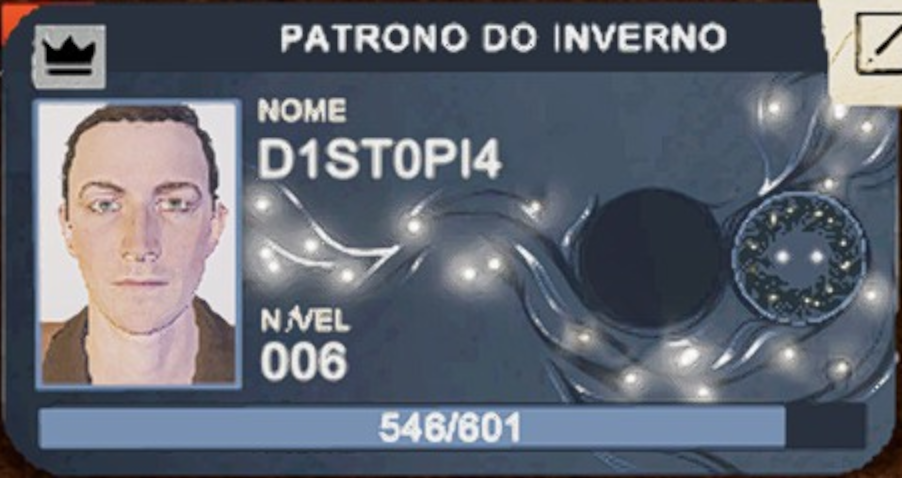 PATRONO DO INVERNO
NOME
D1ST0PI4
NÍVEL
006
546/601